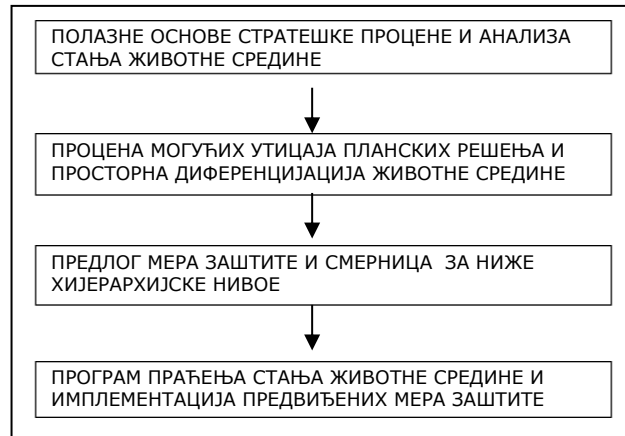 ПОЛАЗНЕ ОСНОВЕ СТРАТЕШКЕ ПРОЦЕНЕ И АНАЛИЗА
СТАЊА ЖИВОТНЕ СРЕДИНЕ
ПРОЦЕНА МОГУЋИХ УТИЦАЈА ПЛАНСКИХ РЕШЕЊА И
ПРОСТОРНА ДИФЕРЕНЦИЈАЦИЈА ЖИВОТНЕ СРЕДИНЕ
ПРЕДЛОГ МЕРА ЗАШТИТЕ И СМЕРНИЦА ЗА НИЖЕ
ХИЈЕРАРХИЈСКЕ НИВОЕ
ПРОГРАМ ПРАЋЕЊА СТАЊА ЖИВОТНЕ СРЕДИНЕ И
ИМПЛЕМЕНТАЦИЈА ПРЕДВИЂЕНИХ МЕРА ЗАШТИТЕ